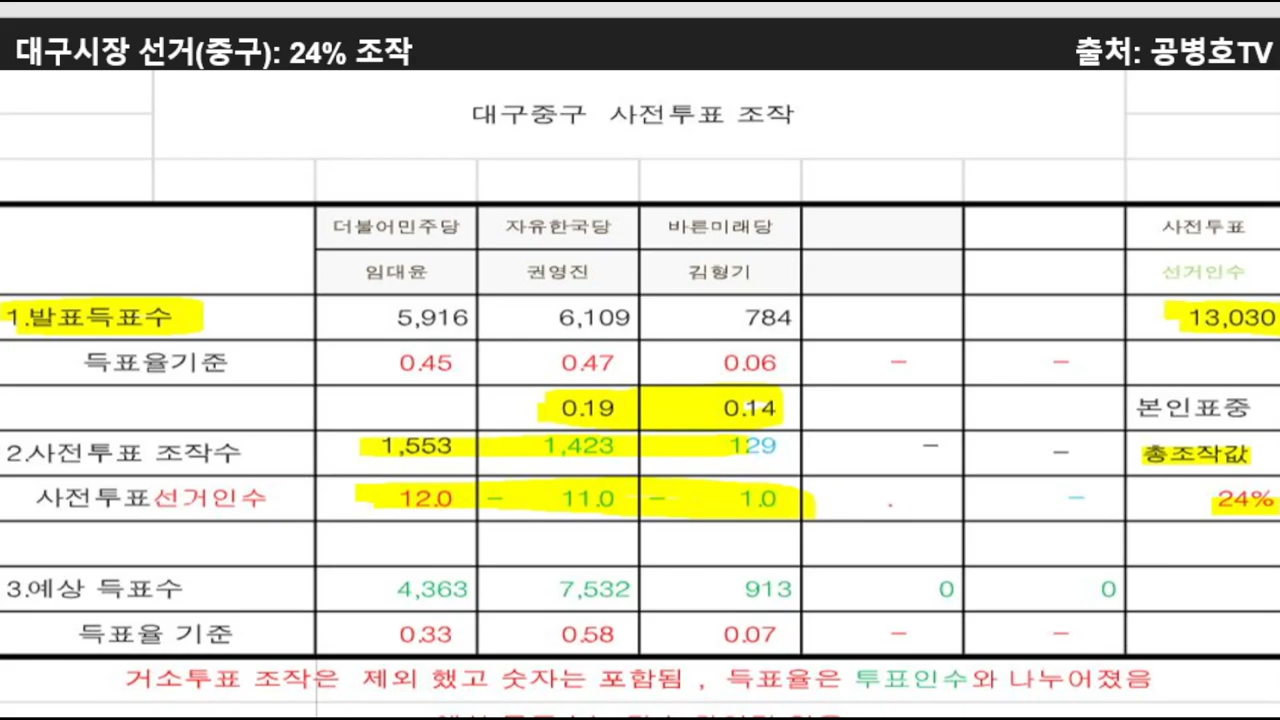 대구시장 선거(중구): 24% 조작 출처: 공병호TV
대구중구 사전투표 조작
더불어민주당 자유한국당 바른미래당 사전투표
임대윤 권영진 김형기 선거인수
1.발표득표수 5,916 6,109 784 13,030
득표율기준 0.45 0.47 0.06 – –
0.19 0.14 본인표중
2.사전투표 조작수 1,553 1,423 129 – – 총조작값
사전투표선거인수 12.0 – 11.0 – 1.0 . – 24%
3.예상 득표수 4,363 7,532 913 0 0
득표율 기준 0.33 0.58 0.07 – –
거소투표 조작은 제외 했고 숫자는 포함됨 , 득표율은 투표인수와 나누어졌음